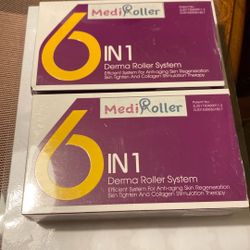 MediRoller
6 IN 1
Derma Roller System
Efficient System For Anti-aging Skin Regeneration
Skin Tighten And Collagen Stimulation Therapy
MediRoller
6 IN 1
Derma Roller System
Efficient System For Anti-aging Skin Regeneration
Skin Tighten And Collagen Stimulation Therapy